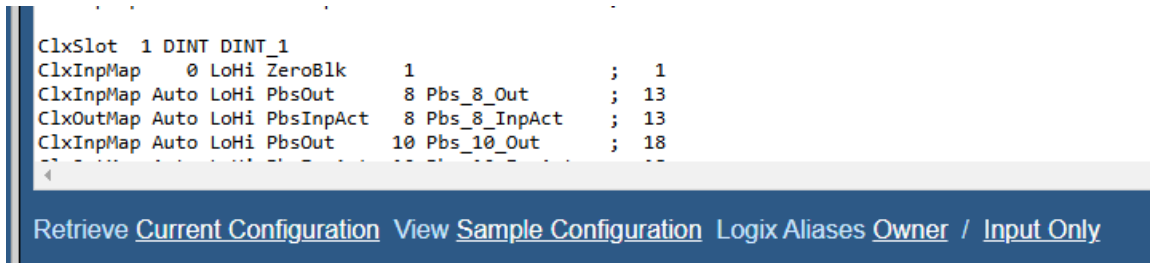 ClxSlot 1 DINT DINT_1
ClxInpMap 0 LoHi ZeroBlk 1 ; 1
ClxInpMap Auto LoHi PbsOut 8 Pbs_8_Out ; 13
ClxOutMap Auto LoHi PbsInpAct 8 Pbs_8_InpAct ; 13
ClxInpMap Auto LoHi PbsOut 10 Pbs_10_Out ; 18
Retrieve Current Configuration View Sample Configuration Logix Aliases Owner / Input Only